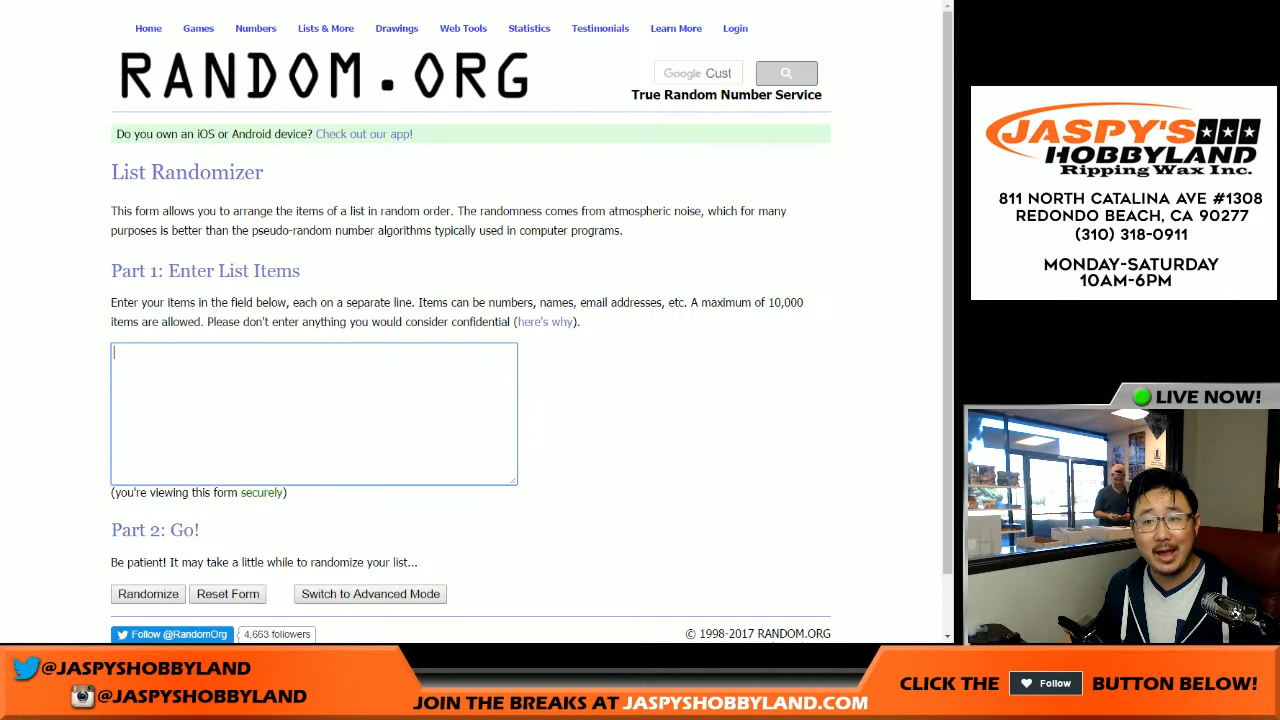 Home Games Numbers Lists & More Drawings Web Tools Statistics Testimonials Learn More Login
RANDOM.ORG
Google Cust
True Random Number Service
Do you own an iOS or Android device? Check out our app!
List Randomizer
This form allows you to arrange the items of a list in random order. The randomness comes from atmospheric noise, which for many
purposes is better than the pseudo-random number algorithms typically used in computer programs.
Part 1: Enter List Items
Enter your items in the field below, each on a separate line. Items can be numbers, names, email addresses, etc. A maximum of 10,000
items are allowed. Please don't enter anything you would consider confidential (here's why).
(you're viewing this form securely)
Part 2: Go!
Be patient! It may take a little while to randomize your list...
Randomize Reset Form Switch to Advanced Mode
Follow @RandomOrg 4,663 followers
© 1998-2017 RANDOM.ORG
JASPY'S
HOBBYLAND
Ripping Wax Inc.
811 NORTH CATALINA AVE #1308
REDONDO BEACH, CA 90277
(310) 318-0911
MONDAY-SATURDAY
10AM-6PM
LIVE NOW!
@JASPYSHOBBYLAND
@JASPYSHOBBYLAND
JOIN THE BREAKS AT JASPYSHOBBYLAND.COM
CLICK THE Follow BUTTON BELOW!